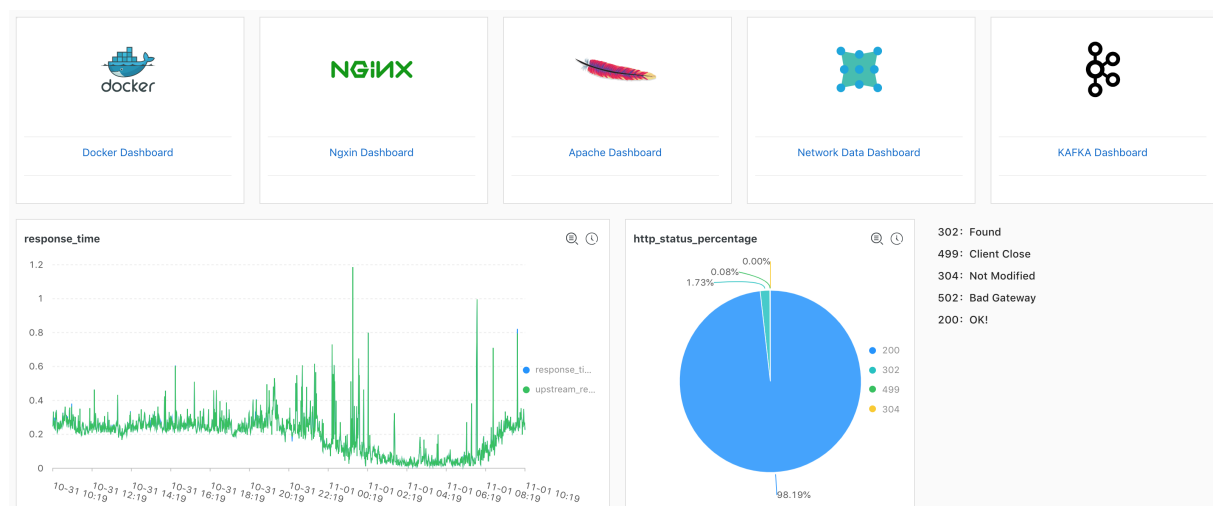 docker
NGINX
Docker Dashboard
Ngxin Dashboard
Apache Dashboard
Network Data Dashboard
KAFKA Dashboard
response_time
1.2
1
0.8
0.6
0.4
0.2
0
10-31 10:19
10-31 12:19
10-31 14:19
10-31 16:19
10-31 18:19
10-31 20:19
10-31 22:19
11-01 00:19
11-01 02:19
11-01 04:19
11-01 06:19
11-01 08:19
11-01 10:19
response_ti...
upstream_re...
http_status_percentage
0.00%
0.08%
1.73%
98.19%
200
302
499
304
302: Found
499: Client Close
304: Not Modified
502: Bad Gateway
200: OK!